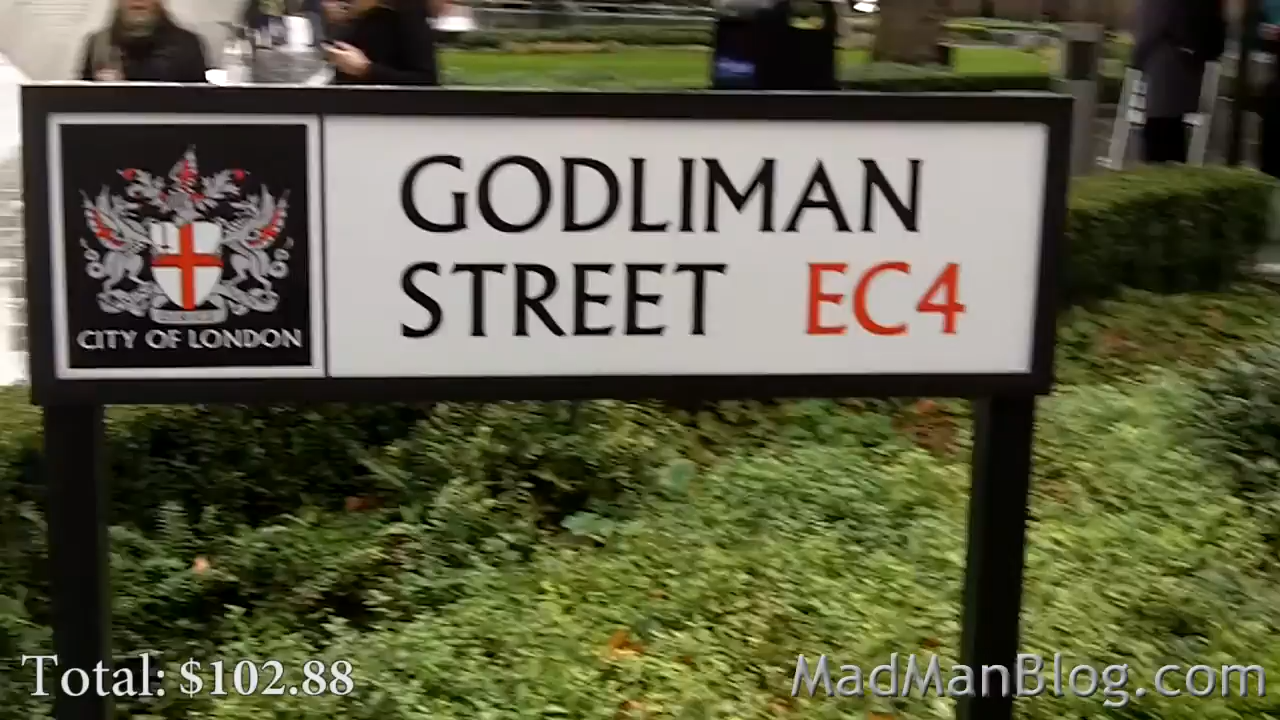 GODLIMAN
STREET EC4
CITY OF LONDON
Total: $102.88
MadManBlog.com